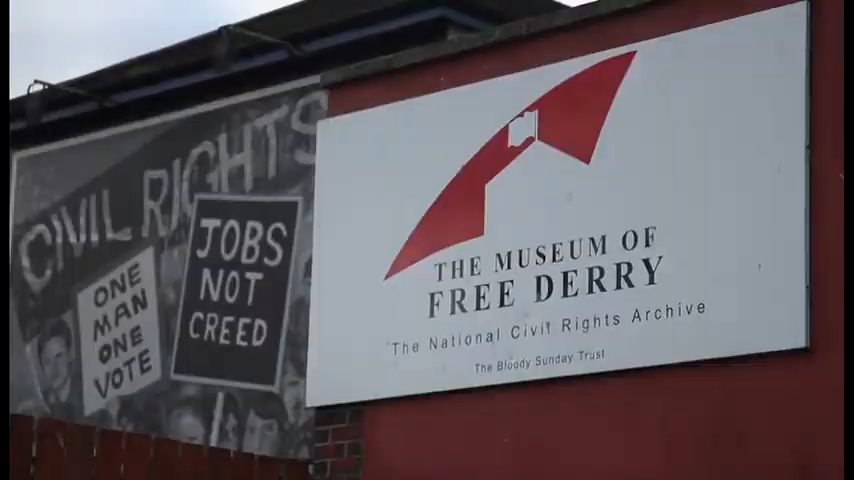 CIVIL RIGHTS
ONE
MAN
ONE
VOTE
JOBS
NOT
CREED
THE MUSEUM OF
FREE DERRY
The National Civil Rights Archive
The Bloody Sunday Trust